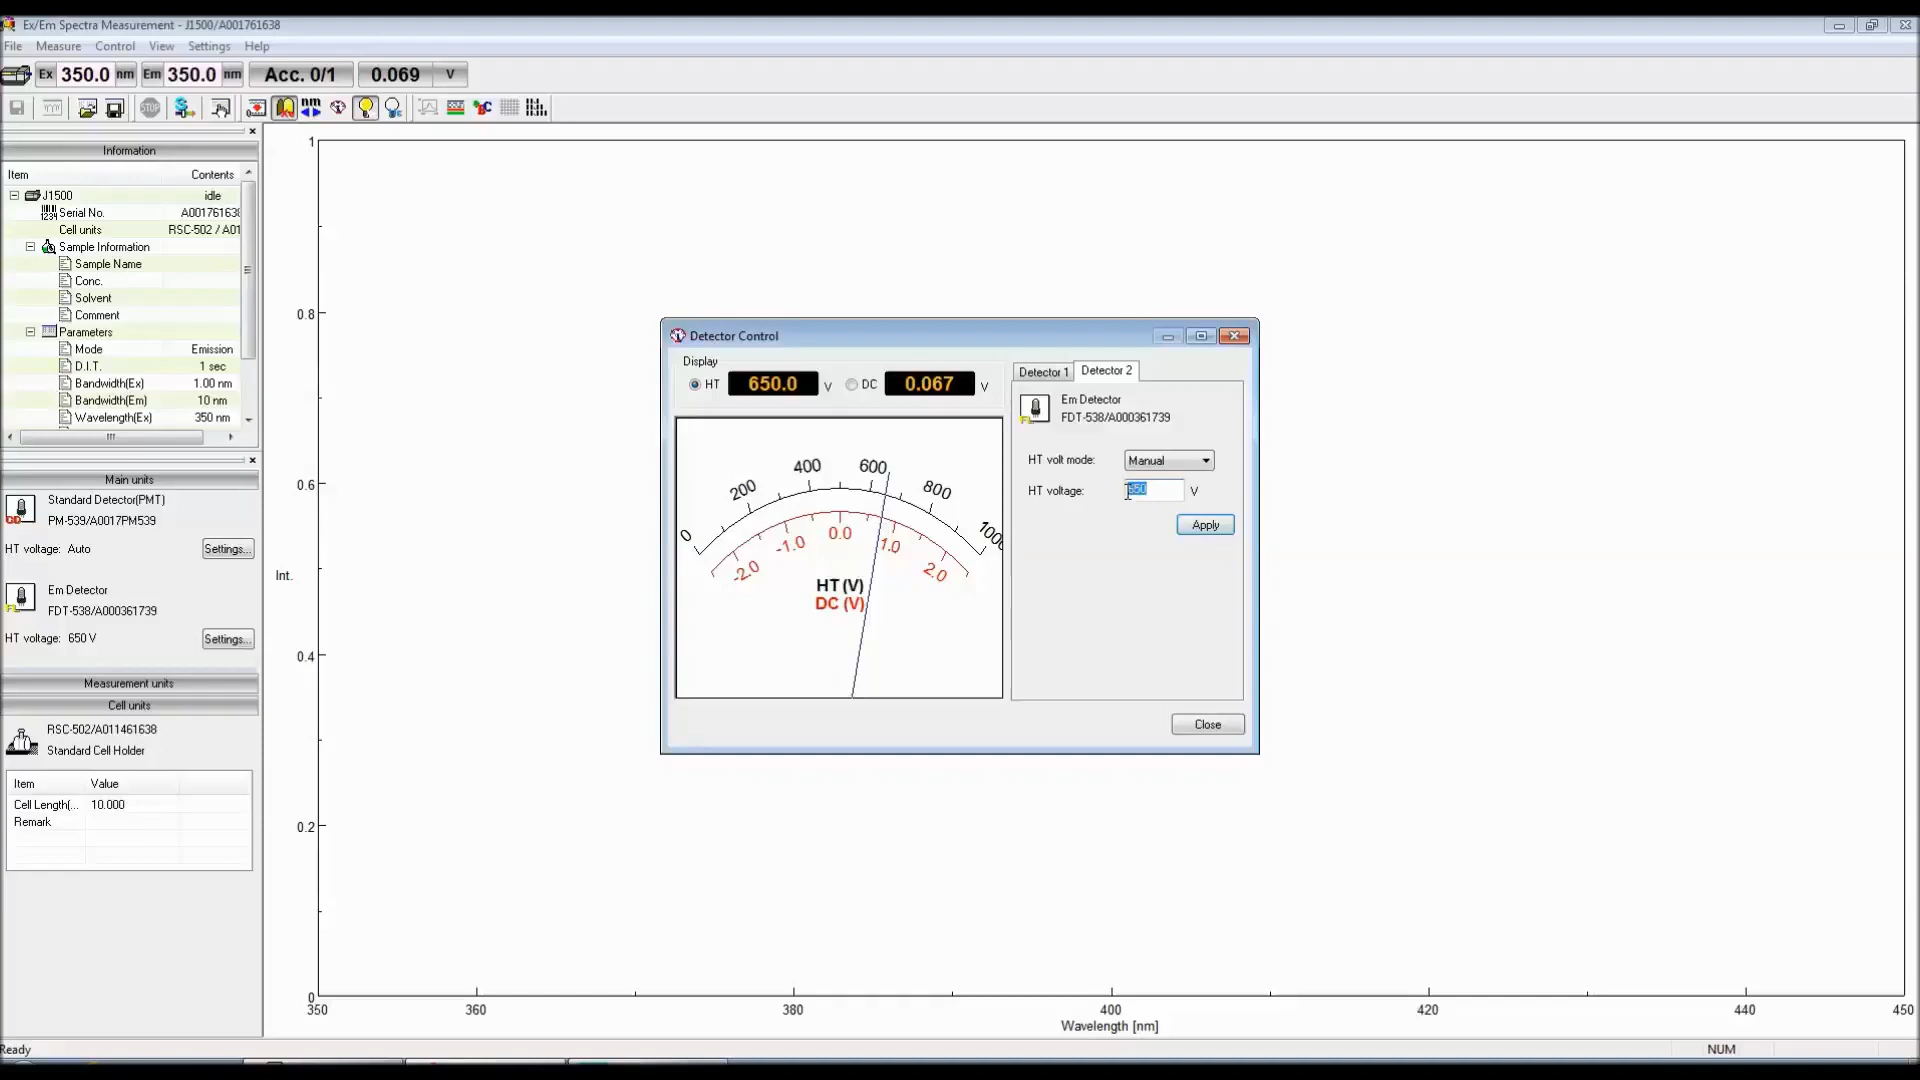 Ex/Em Spectra Measurement - J1500/A001761638
File Measure Control View Settings Help
Ex 350.0 nm Em 350.0 nm Acc. 0/1 0.069 V
STOP nm
Information
Item Contents
J1500 idle
Serial No. A001761638
Cell units RSC-502 / A01
Sample Information
Sample Name
Conc.
Solvent
Comment
Parameters
Mode Emission
D.I.T. 1 sec
Bandwidth(Ex) 1.00 nm
Bandwidth(Em) 10 nm
Wavelength(Ex) 350 nm
Main units
Standard Detector(PMT)
CD
PM-539/A0017PM539
HT voltage: Auto Settings...
Em Detector
FL
FDT-538/A000361739
HT voltage: 650 V Settings...
Measurement units
Cell units
RSC-502/A011461638
Standard Cell Holder
Item Value
Cell Length(... 10.000
Remark
1
0.8
0.6
Int.
0.4
0.2
0
350 360 380 400 420 440 450
Wavelength [nm]
Detector Control
Display
HT 650.0 V DC 0.067 V
0 200 400 600 800 1000
-2.0 -1.0 0.0 1.0 2.0
HT (V)
DC (V)
Detector 1 Detector 2
Em Detector
FL
FDT-538/A000361739
HT volt mode: Manual
HT voltage: 650 V
Apply
Close
Ready NUM